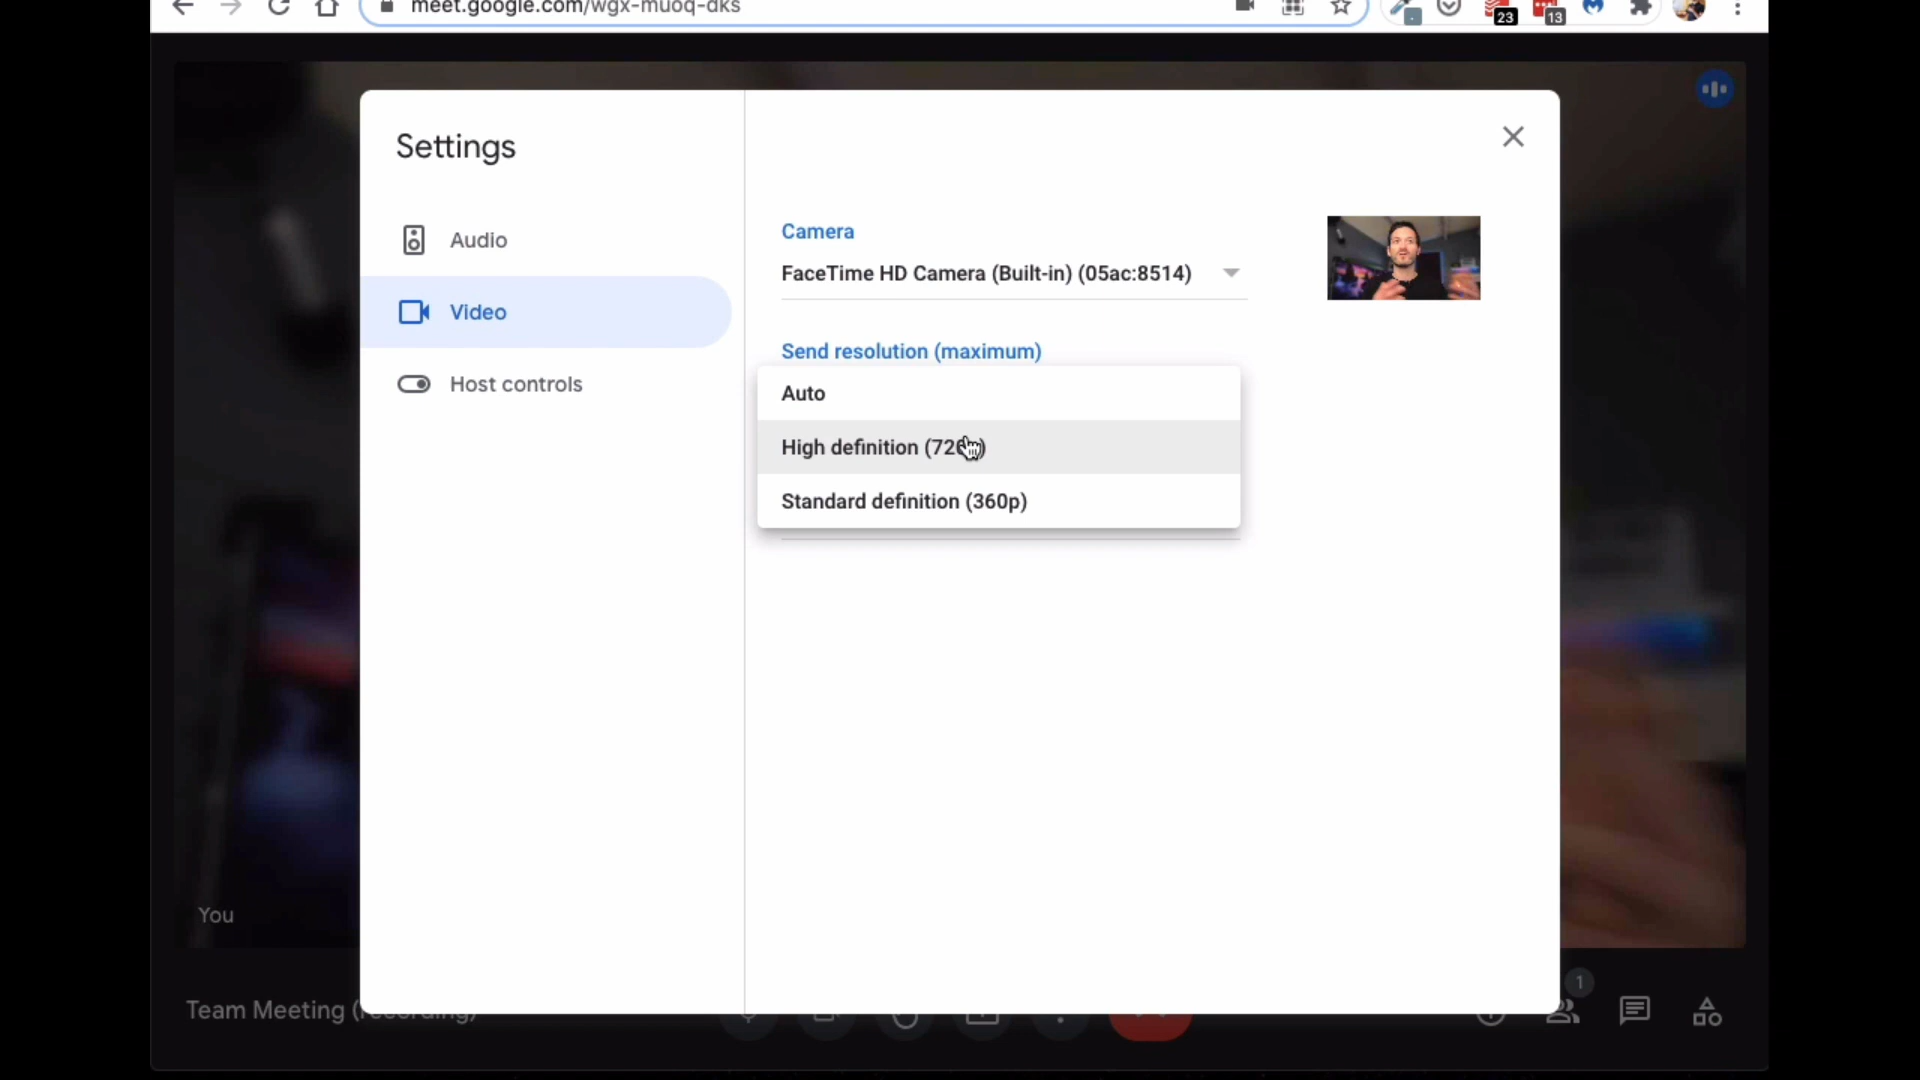 meet.google.com/wgx-muoq-dks
23
13
Settings
Audio
Video
Host controls
Camera
FaceTime HD Camera (Built-in) (05ac:8514)
Send resolution (maximum)
Auto
High definition (720p)
Standard definition (360p)
You
1
Team Meeting (recording)